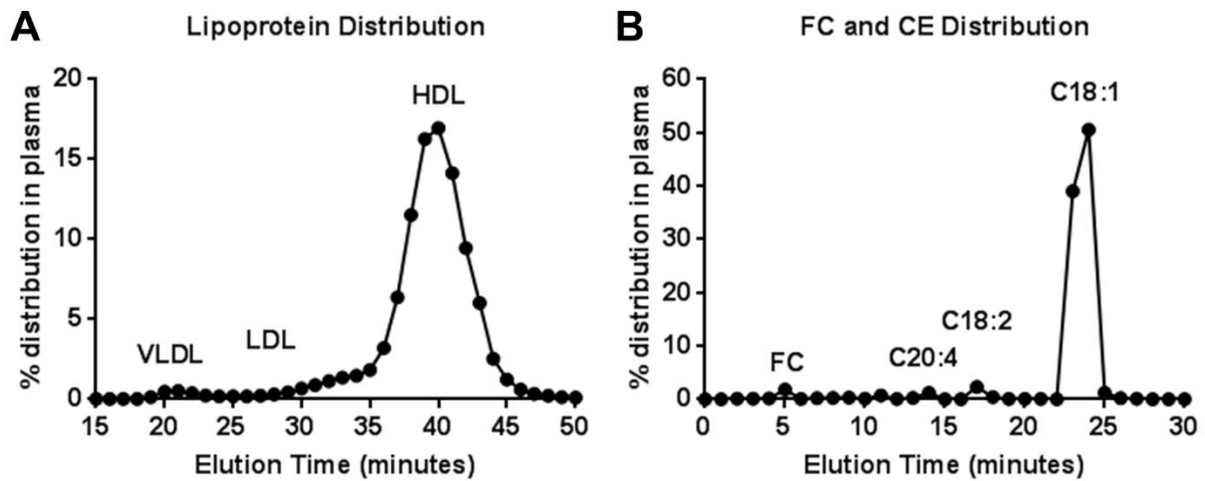 A
Lipoprotein Distribution
% distribution in plasma
20
15
10
5
0
VLDL
LDL
HDL
15 20 25 30 35 40 45 50
Elution Time (minutes)
B
FC and CE Distribution
% distribution in plasma
60
50
40
30
20
10
0
FC
C20:4
C18:2
C18:1
0 5 10 15 20 25 30
Elution Time (minutes)